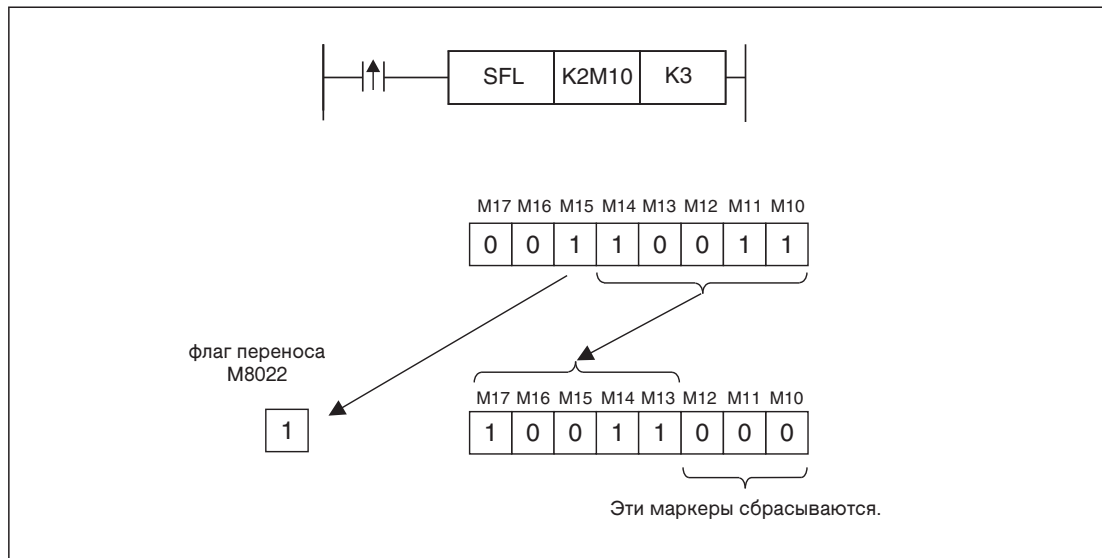 SFL K2M10 K3
M17 M16 M15 M14 M13 M12 M11 M10
0 0 1 1 0 0 1 1
флаг переноса
M8022
M17 M16 M15 M14 M13 M12 M11 M10
1 1 0 0 1 1 0 0 0
Эти маркеры сбрасываются.